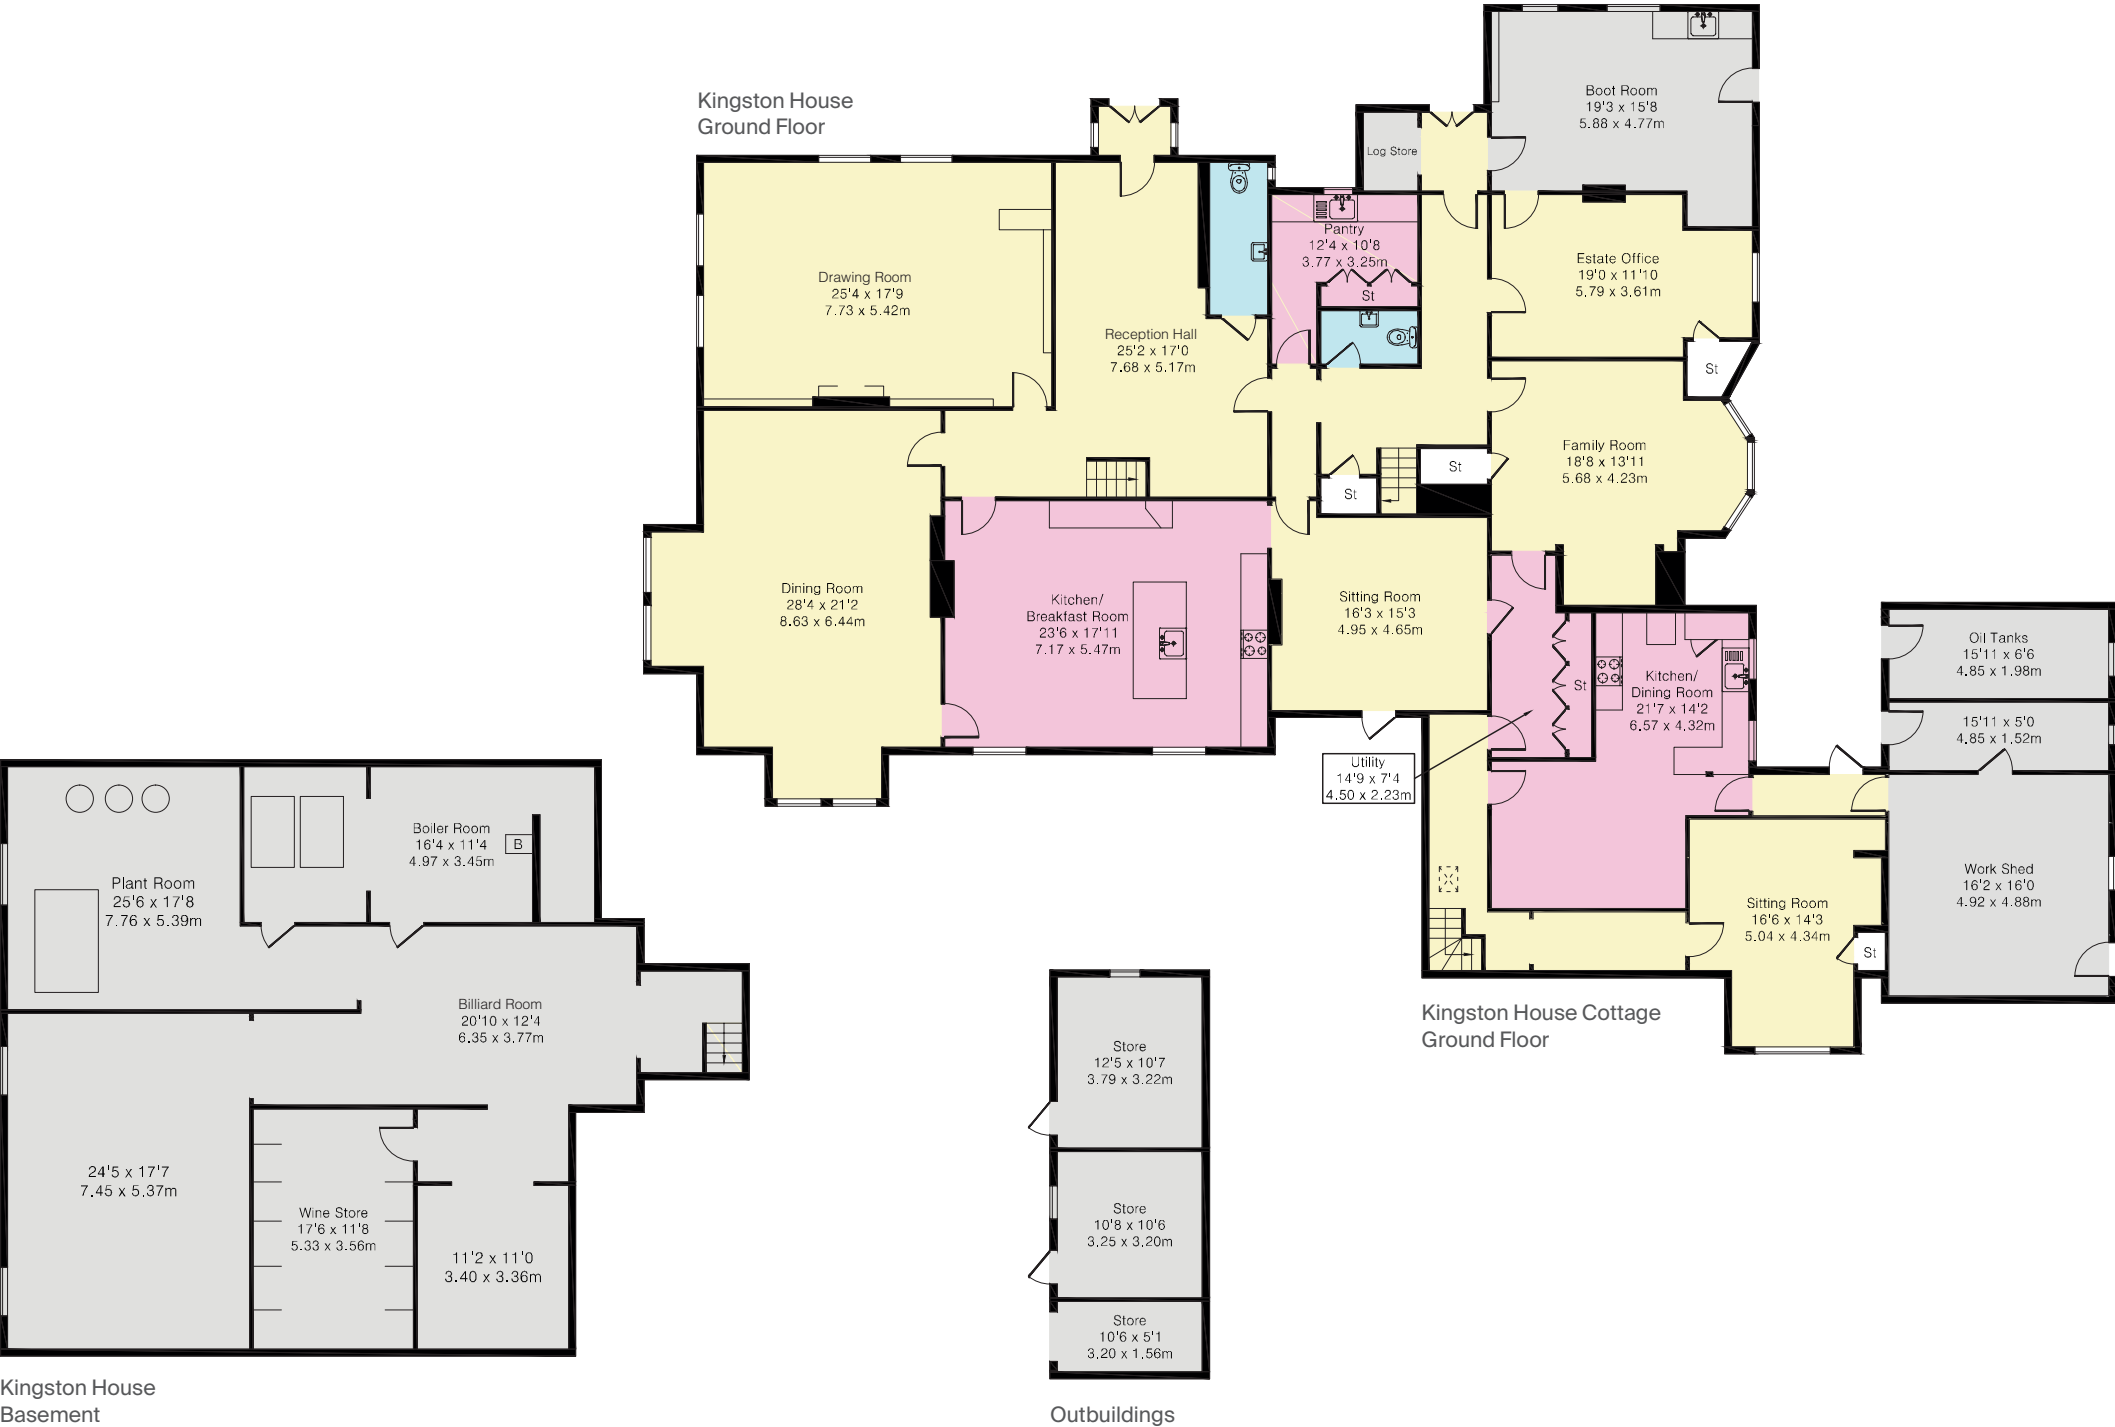 Kingston House
Ground Floor
Boot Room
19'3 x 15'8
5.88 x 4.77m
Log Store
Pantry
12'4 x 10'8
3.77 x 3.25m
St
Estate Office
19'0 x 11'10
5.79 x 3.61m
St
Drawing Room
25'4 x 17'9
7.73 x 5.42m
Reception Hall
25'2 x 17'0
7.68 x 5.17m
Family Room
18'8 x 13'11
5.68 x 4.23m
St
St
Dining Room
28'4 x 21'2
8.63 x 6.44m
Kitchen/
Breakfast Room
23'6 x 17'11
7.17 x 5.47m
Sitting Room
16'3 x 15'3
4.95 x 4.65m
St
Kitchen/
Dining Room
21'7 x 14'2
6.57 x 4.32m
Oil Tanks
15'11 x 6'6
4.85 x 1.98m
15'11 x 5'0
4.85 x 1.52m
Utility
14'9 x 7'4
4.50 x 2.23m
Work Shed
16'2 x 16'0
4.92 x 4.88m
Sitting Room
16'6 x 14'3
5.04 x 4.34m
St
Kingston House Cottage
Ground Floor
Boiler Room
16'4 x 11'4
4.97 x 3.45m
B
Plant Room
25'6 x 17'8
7.76 x 5.39m
Billiard Room
20'10 x 12'4
6.35 x 3.77m
24'5 x 17'7
7.45 x 5.37m
Wine Store
17'6 x 11'8
5.33 x 3.56m
11'2 x 11'0
3.40 x 3.36m
Kingston House
Basement
Store
12'5 x 10'7
3.79 x 3.22m
Store
10'8 x 10'6
3.25 x 3.20m
Store
10'6 x 5'1
3.20 x 1.56m
Outbuildings